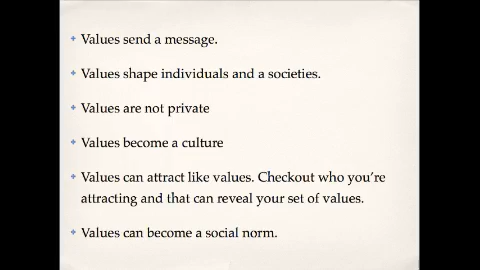 Values send a message.
Values shape individuals and a societies.
Values are not private
Values become a culture
Values can attract like values. Checkout who you're
attracting and that can reveal your set of values.
Values can become a social norm.